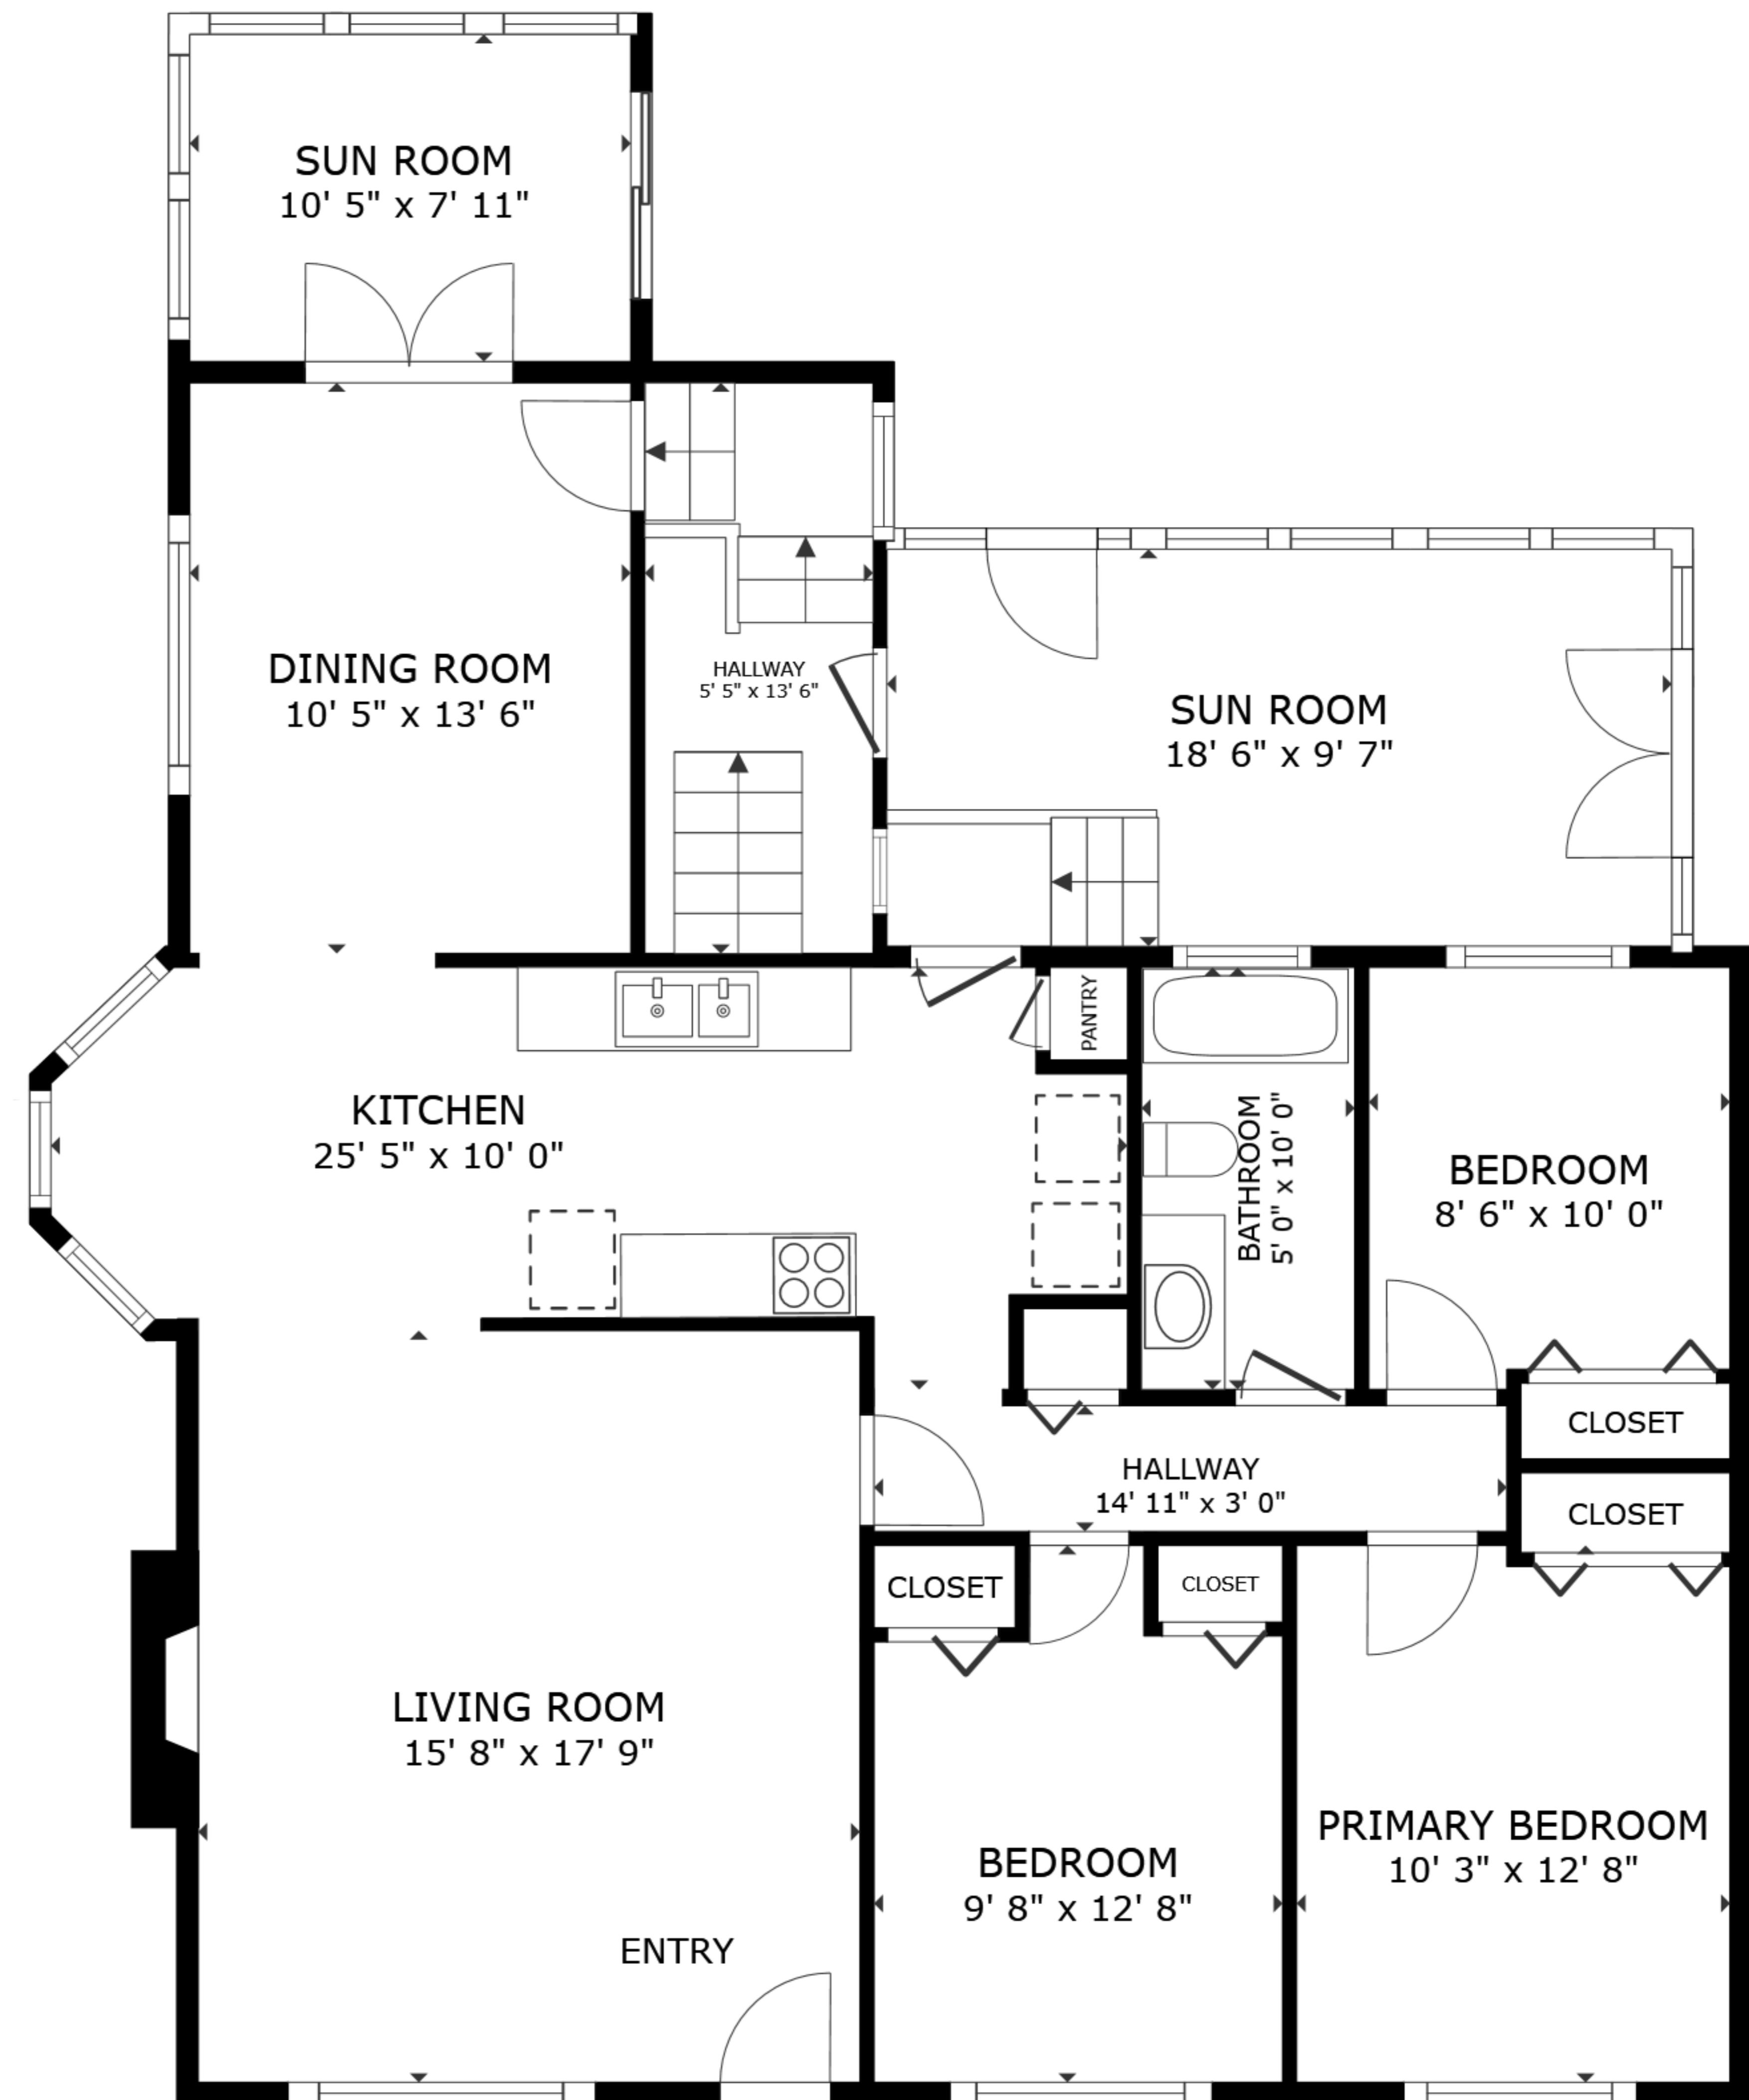 SUN ROOM
10' 5" x 7' 11"
DINING ROOM
10' 5" x 13' 6"
HALLWAY
5' 5" x 13' 6"
SUN ROOM
18' 6" x 9' 7"
PANTRY
KITCHEN
25' 5" x 10' 0"
BATHROOM
5' 0" x 10' 0"
BEDROOM
8' 6" x 10' 0"
CLOSET
HALLWAY
14' 11" x 3' 0"
CLOSET
CLOSET
CLOSET
LIVING ROOM
15' 8" x 17' 9"
PRIMARY BEDROOM
10' 3" x 12' 8"
BEDROOM
9' 8" x 12' 8"
ENTRY